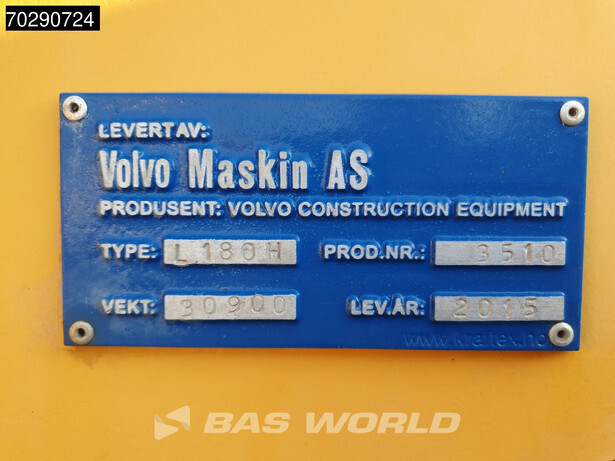 70290724
LEVERT AV:
Volvo Maskin AS
PRODUSENT: VOLVO CONSTRUCTION EQUIPMENT
TYPE: L 180 H PROD.NR.: 3510
VEKT: 30900 LEV.ÅR: 2015
www.kraftex.no
BAS WORLD